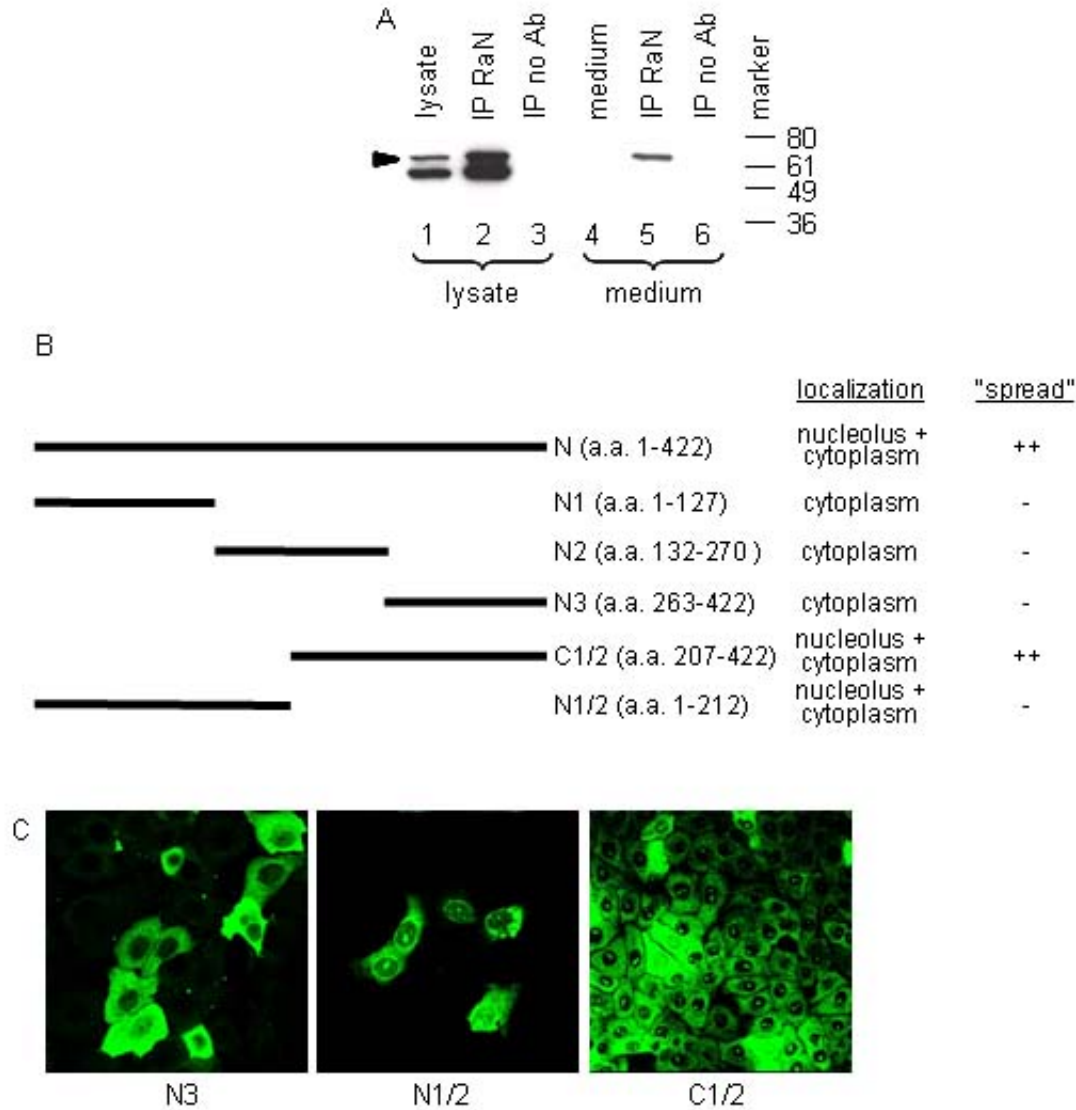 A
lysate
IP RaN
IP no Ab
medium
IP RaN
IP no Ab
marker
80
61
49
36
1 2 3 4 5 6
lysate medium
B
localization "spread"
N (a.a. 1-422) nucleolus + cytoplasm ++
N1 (a.a. 1-127) cytoplasm -
N2 (a.a. 132-270 ) cytoplasm -
N3 (a.a. 263-422) cytoplasm -
C1/2 (a.a. 207-422) nucleolus + cytoplasm ++
N1/2 (a.a. 1-212) nucleolus + cytoplasm -
C
N3 N1/2 C1/2